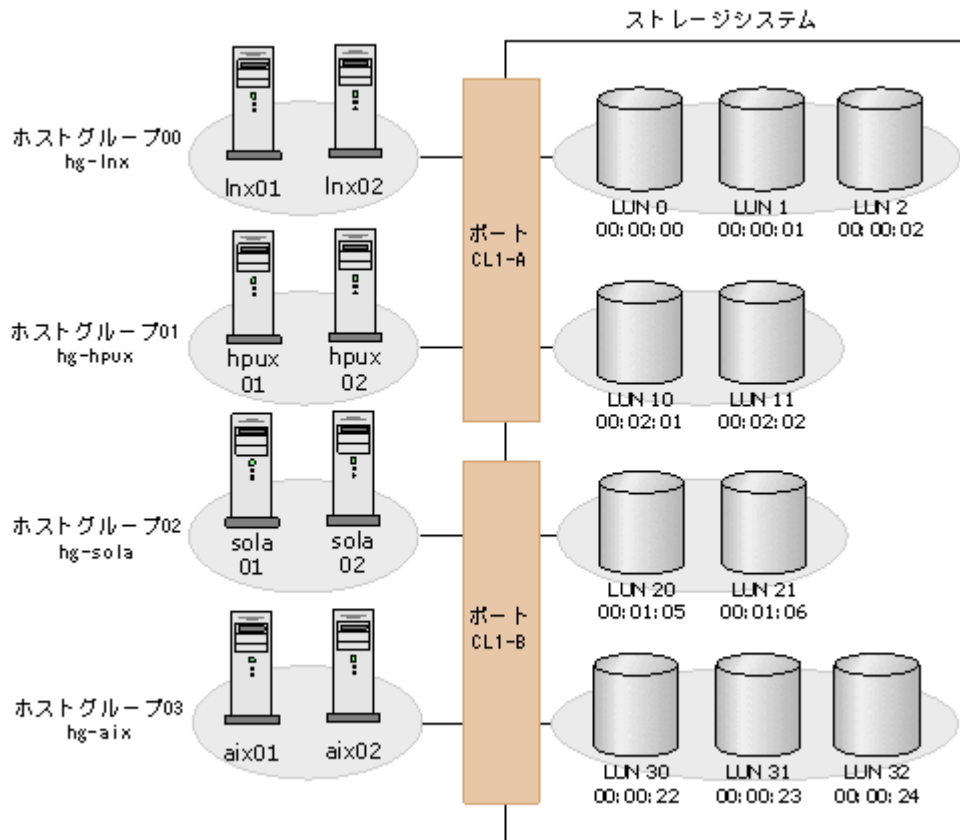 ストレージシステム
ホストグループ00
hg-lnx
lnx01
lnx02
LUN 0
00:00:00
LUN 1
00:00:01
LUN 2
00:00:02
ポート
CL1-A
ホストグループ01
hg-hpux
hpux
01
hpux
02
LUN 10
00:02:01
LUN 11
00:02:02
ホストグループ02
hg-sola
sola
01
sola
02
LUN 20
00:01:05
LUN 21
00:01:06
ポート
CL1-B
ホストグループ03
hg-aix
aix01
aix02
LUN 30
00:00:22
LUN 31
00:00:23
LUN 32
00:00:24